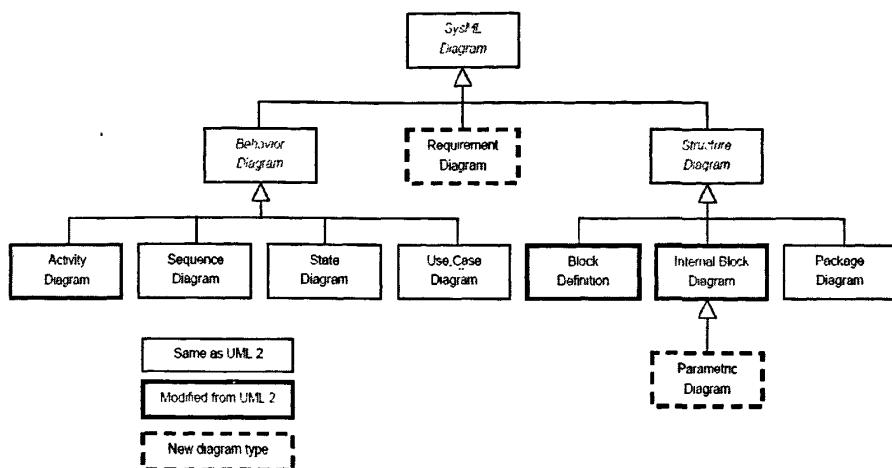 SysML
Diagram
Behavior
Diagram
Requirement
Diagram
Structure
Diagram
Activity
Diagram
Sequence
Diagram
State
Diagram
Use Case
Diagram
Block
Definition
Internal Block
Diagram
Package
Diagram
Same as UML 2
Modified from UML 2
New diagram type
Parametric
Diagram